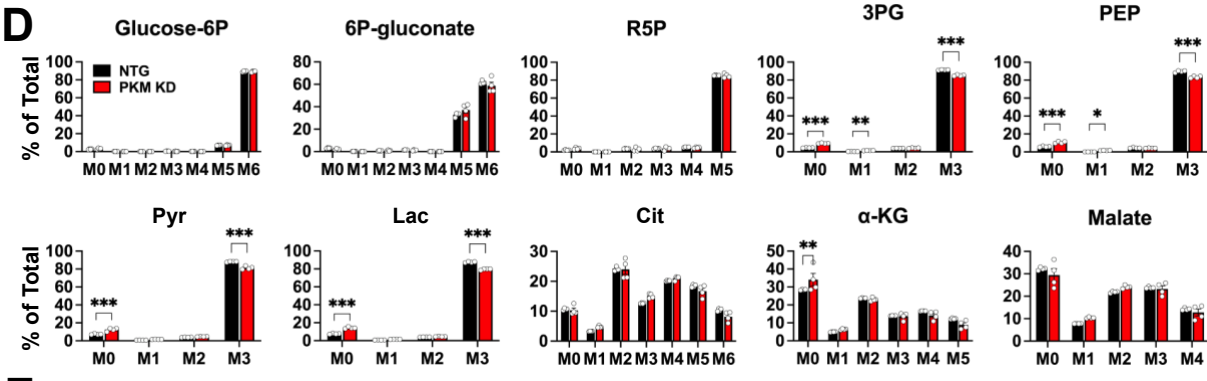 D
Glucose-6P
% of Total
100
80
60
40
20
0
NTG
PKM KD
M0 M1 M2 M3 M4 M5 M6
6P-gluconate
80
60
40
20
0
M0 M1 M2 M3 M4 M5 M6
R5P
100
80
60
40
20
0
M0 M1 M2 M3 M4 M5
3PG
100
80
60
40
20
0
*** ** ***
M0 M1 M2 M3
PEP
100
80
60
40
20
0
*** * ***
M0 M1 M2 M3
Pyr
% of Total
100
80
60
40
20
0
*** ***
M0 M1 M2 M3
Lac
100
80
60
40
20
0
*** ***
M0 M1 M2 M3
Cit
30
20
10
0
M0 M1 M2 M3 M4 M5 M6
α-KG
50
40
30
20
10
0
**
M0 M1 M2 M3 M4 M5
Malate
40
30
20
10
0
M0 M1 M2 M3 M4